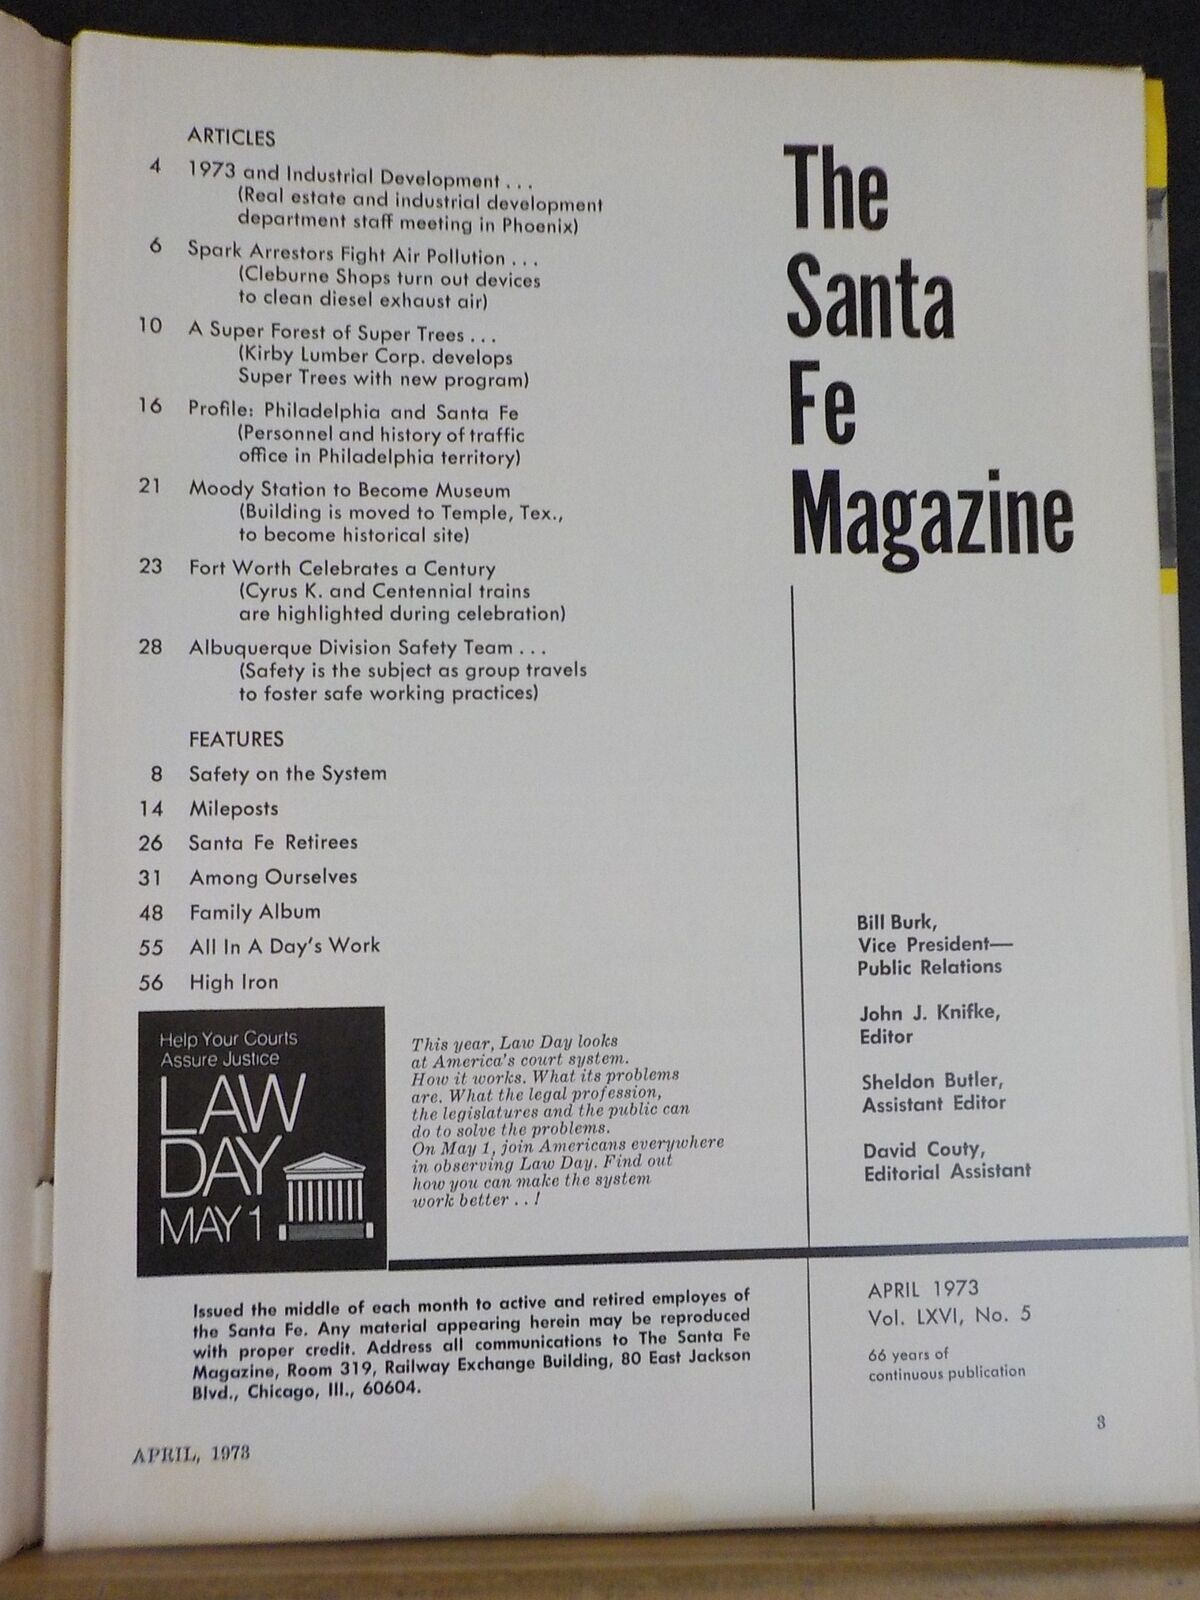 ARTICLES
4 1973 and Industrial Development . . .
(Real estate and industrial development
department staff meeting in Phoenix)
6 Spark Arrestors Fight Air Pollution . . .
(Cleburne Shops turn out devices
to clean diesel exhaust air)
10 A Super Forest of Super Trees . . .
(Kirby Lumber Corp. develops
Super Trees with new program)
16 Profile: Philadelphia and Santa Fe
(Personnel and history of traffic
office in Philadelphia territory)
21 Moody Station to Become Museum
(Building is moved to Temple, Tex.,
to become historical site)
23 Fort Worth Celebrates a Century
(Cyrus K. and Centennial trains
are highlighted during celebration)
28 Albuquerque Division Safety Team . . .
(Safety is the subject as group travels
to foster safe working practices)
FEATURES
8 Safety on the System
14 Mileposts
26 Santa Fe Retirees
31 Among Ourselves
48 Family Album
55 All In A Day's Work
56 High Iron
Help Your Courts
Assure Justice
LAW
DAY
MAY 1
This year, Law Day looks
at America's court system.
How it works. What its problems
are. What the legal profession,
the legislatures and the public can
do to solve the problems.
On May 1, join Americans everywhere
in observing Law Day. Find out
how you can make the system
work better . . !
The
Santa
Fe
Magazine
Bill Burk,
Vice President—
Public Relations
John J. Knifke,
Editor
Sheldon Butler,
Assistant Editor
David Couty,
Editorial Assistant
Issued the middle of each month to active and retired employes of
the Santa Fe. Any material appearing herein may be reproduced
with proper credit. Address all communications to The Santa Fe
Magazine, Room 319, Railway Exchange Building, 80 East Jackson
Blvd., Chicago, Ill., 60604.
APRIL 1973
Vol. LXVI, No. 5
66 years of
continuous publication
3
APRIL, 1973